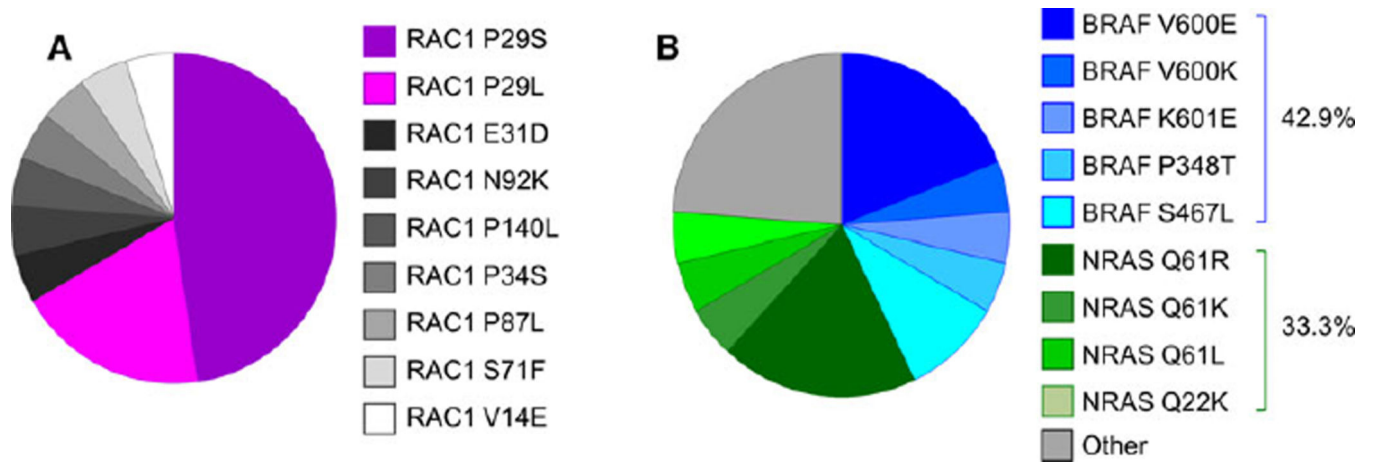 A
RAC1 P29S
RAC1 P29L
RAC1 E31D
RAC1 N92K
RAC1 P140L
RAC1 P34S
RAC1 P87L
RAC1 S71F
RAC1 V14E
B
BRAF V600E
BRAF V600K
BRAF K601E
BRAF P348T
BRAF S467L
42.9%
NRAS Q61R
NRAS Q61K
NRAS Q61L
NRAS Q22K
33.3%
Other